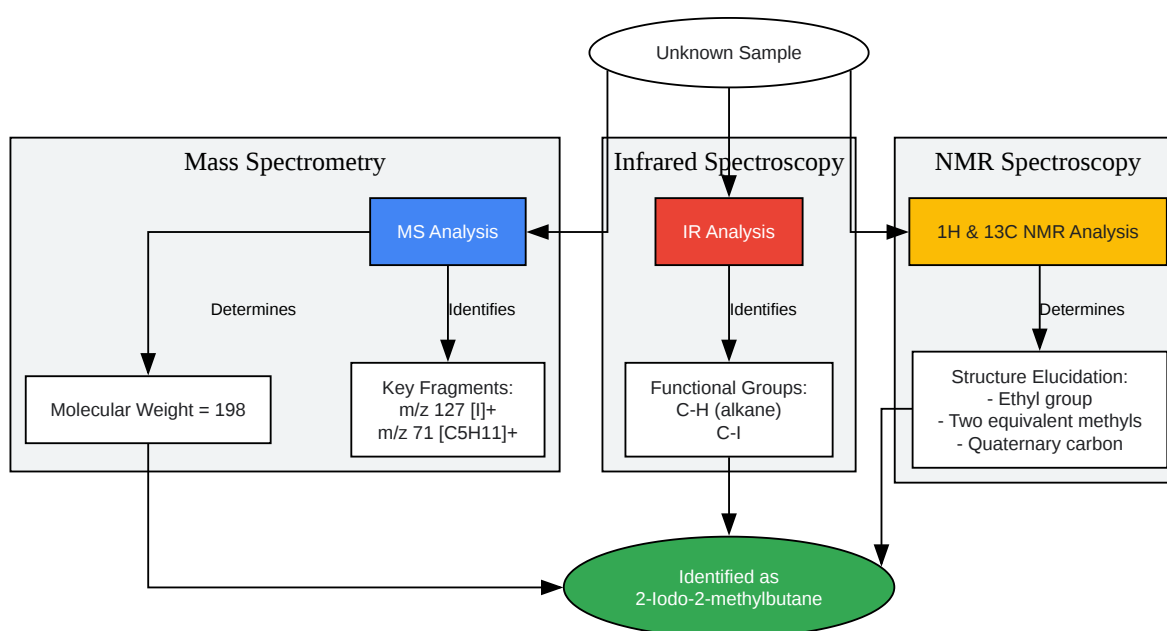 Unknown Sample
Mass Spectrometry
Infrared Spectroscopy
NMR Spectroscopy
MS Analysis
IR Analysis
1H & 13C NMR Analysis
Determines
Identifies
Identifies
Determines
Molecular Weight = 198
Key Fragments:
m/z 127 [I]+
m/z 71 [C5H11]+
Functional Groups:
C-H (alkane)
C-I
Structure Elucidation:
- Ethyl group
- Two equivalent methyls
- Quaternary carbon
Identified as
2-Iodo-2-methylbutane